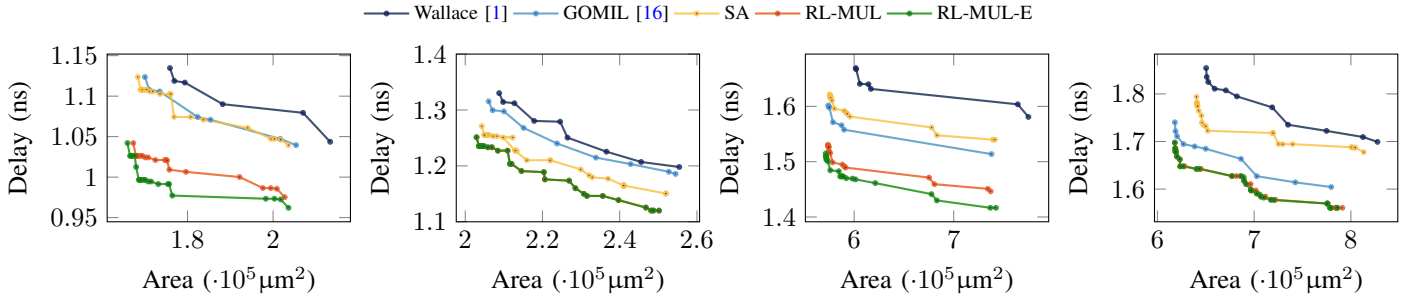 Wallace [1] GOMIL [16] SA RL-MUL RL-MUL-E
Delay (ns)
1.15
1.1
1.05
1
0.95
1.8 2
Area (·10⁵μm²)
Delay (ns)
1.4
1.3
1.2
1.1
2 2.2 2.4 2.6
Area (·10⁵μm²)
Delay (ns)
1.6
1.5
1.4
6 7
Area (·10⁵μm²)
Delay (ns)
1.8
1.7
1.6
6 7 8
Area (·10⁵μm²)